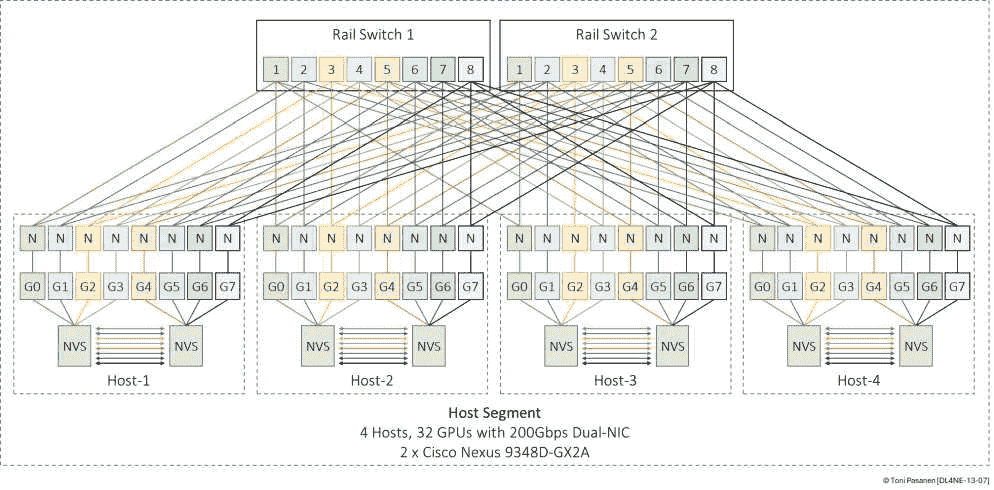 Rail Switch 1 Rail Switch 2
1 2 3 4 5 6 7 8 1 2 3 4 5 6 7 8
N N N N N N N N N N N N N N N N N N N N N N N N N N N N N N N N
G0 G1 G2 G3 G4 G5 G6 G7 G0 G1 G2 G3 G4 G5 G6 G7 G0 G1 G2 G3 G4 G5 G6 G7 G0 G1 G2 G3 G4 G5 G6 G7
NVS NVS NVS NVS NVS NVS NVS NVS
Host-1 Host-2 Host-3 Host-4
Host Segment
4 Hosts, 32 GPUs with 200Gbps Dual-NIC
2 x Cisco Nexus 9348D-GX2A
© Toni Pasanen [DL4NE-13-07]